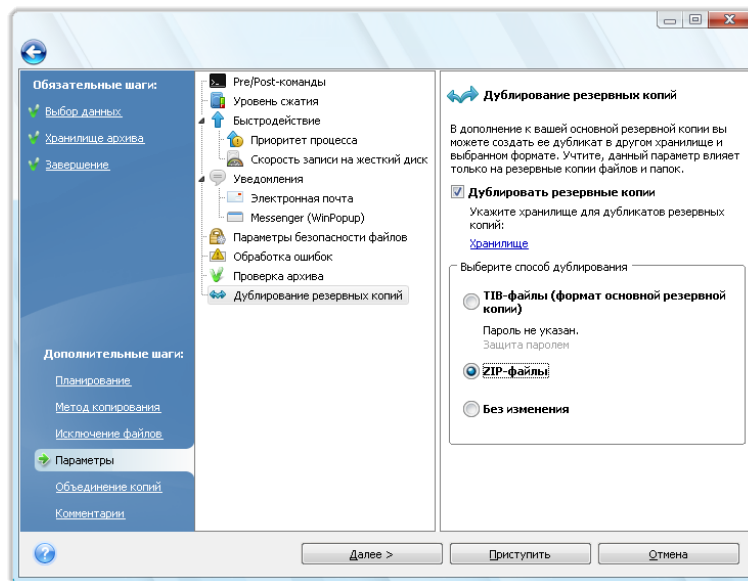 Обязательные шаги:
Выбор данных
Хранилище архива
Завершение
Дополнительные шаги:
Планирование
Метод копирования
Исключение файлов
Параметры
Объединение копий
Комментарии
Pre/Post-команды
Уровень сжатия
Быстродействие
Приоритет процесса
Скорость записи на жесткий диск
Уведомления
Электронная почта
Messenger (WinPopup)
Параметры безопасности файлов
Обработка ошибок
Проверка архива
Дублирование резервных копий
Дублирование резервных копий
В дополнение к вашей основной резервной копии вы
можете создать ее дубликат в другом хранилище и
выбранном формате. Учтите, данный параметр влияет
только на резервные копии файлов и папок.
Дублировать резервные копии
Укажите хранилище для дубликатов резервных
копий:
Хранилище
Выберите способ дублирования
TIB-файлы (формат основной резервной
копии)
Пароль не указан.
Защита паролем
ZIP-файлы
Без изменения
Далее >
Приступить
Отмена